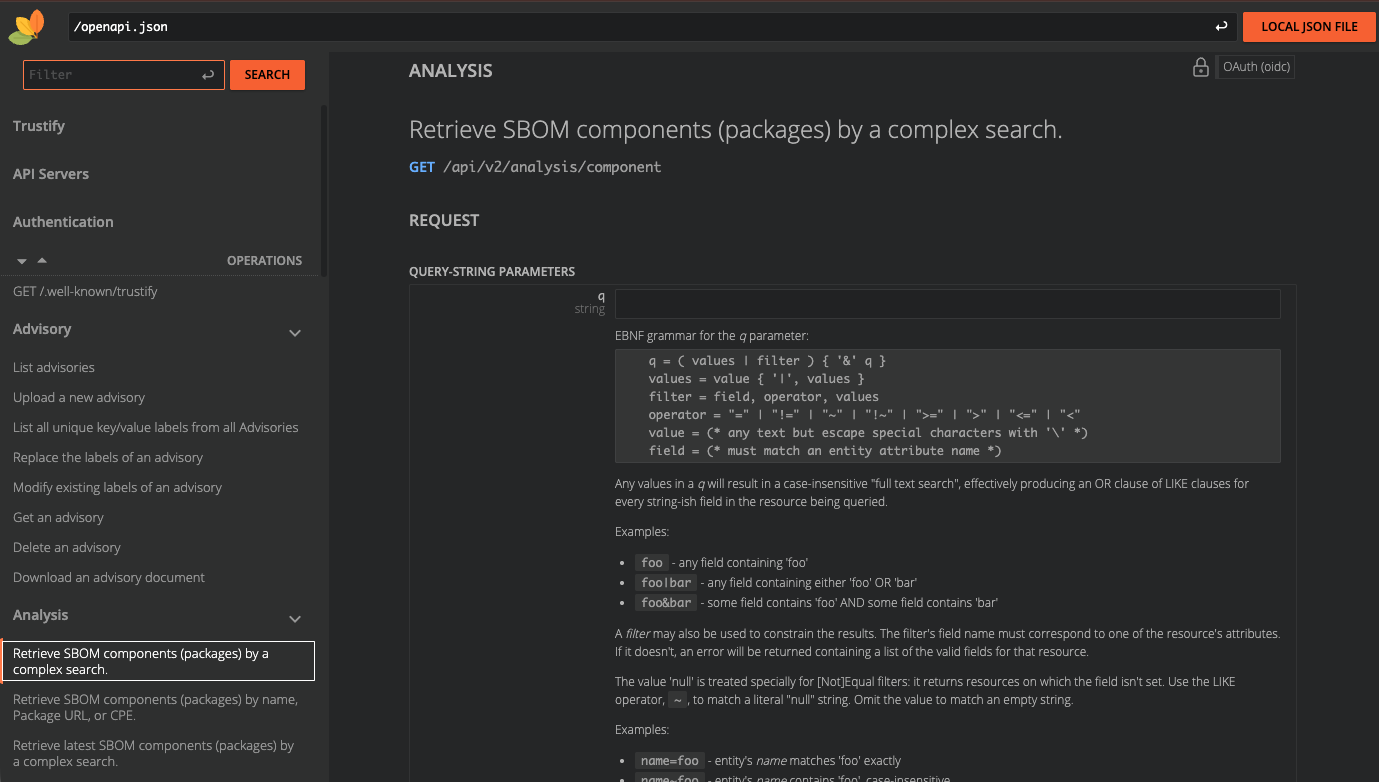 /openapi.json
LOCAL JSON FILE
Filter
SEARCH
Trustify
API Servers
Authentication
OPERATIONS
GET /.well-known/trustify
Advisory
List advisories
Upload a new advisory
List all unique key/value labels from all Advisories
Replace the labels of an advisory
Modify existing labels of an advisory
Get an advisory
Delete an advisory
Download an advisory document
Analysis
Retrieve SBOM components (packages) by a
complex search.
Retrieve SBOM components (packages) by name,
Package URL, or CPE.
Retrieve latest SBOM components (packages) by
a complex search.
ANALYSIS
OAuth (oidc)
Retrieve SBOM components (packages) by a complex search.
GET /api/v2/analysis/component
REQUEST
QUERY-STRING PARAMETERS
q
string
EBNF grammar for the q parameter:
q = ( values | filter ) { '&' q }
values = value { '|', values }
filter = field, operator, values
operator = "=" | "!=" | "~" | "!~" | ">=" | ">" | "<=" | "<"
value = (* any text but escape special characters with '\' *)
field = (* must match an entity attribute name *)
Any values in a q will result in a case-insensitive "full text search", effectively producing an OR clause of LIKE clauses for
every string-ish field in the resource being queried.
Examples:
• foo - any field containing 'foo'
• foo|bar - any field containing either 'foo' OR 'bar'
• foo&bar - some field contains 'foo' AND some field contains 'bar'
A filter may also be used to constrain the results. The filter's field name must correspond to one of the resource's attributes.
If it doesn't, an error will be returned containing a list of the valid fields for that resource.
The value 'null' is treated specially for [Not]Equal filters: it returns resources on which the field isn't set. Use the LIKE
operator, ~, to match a literal "null" string. Omit the value to match an empty string.
Examples:
• name=foo - entity's name matches 'foo' exactly
• name~foo - entity's name contains 'foo', case-insensitive